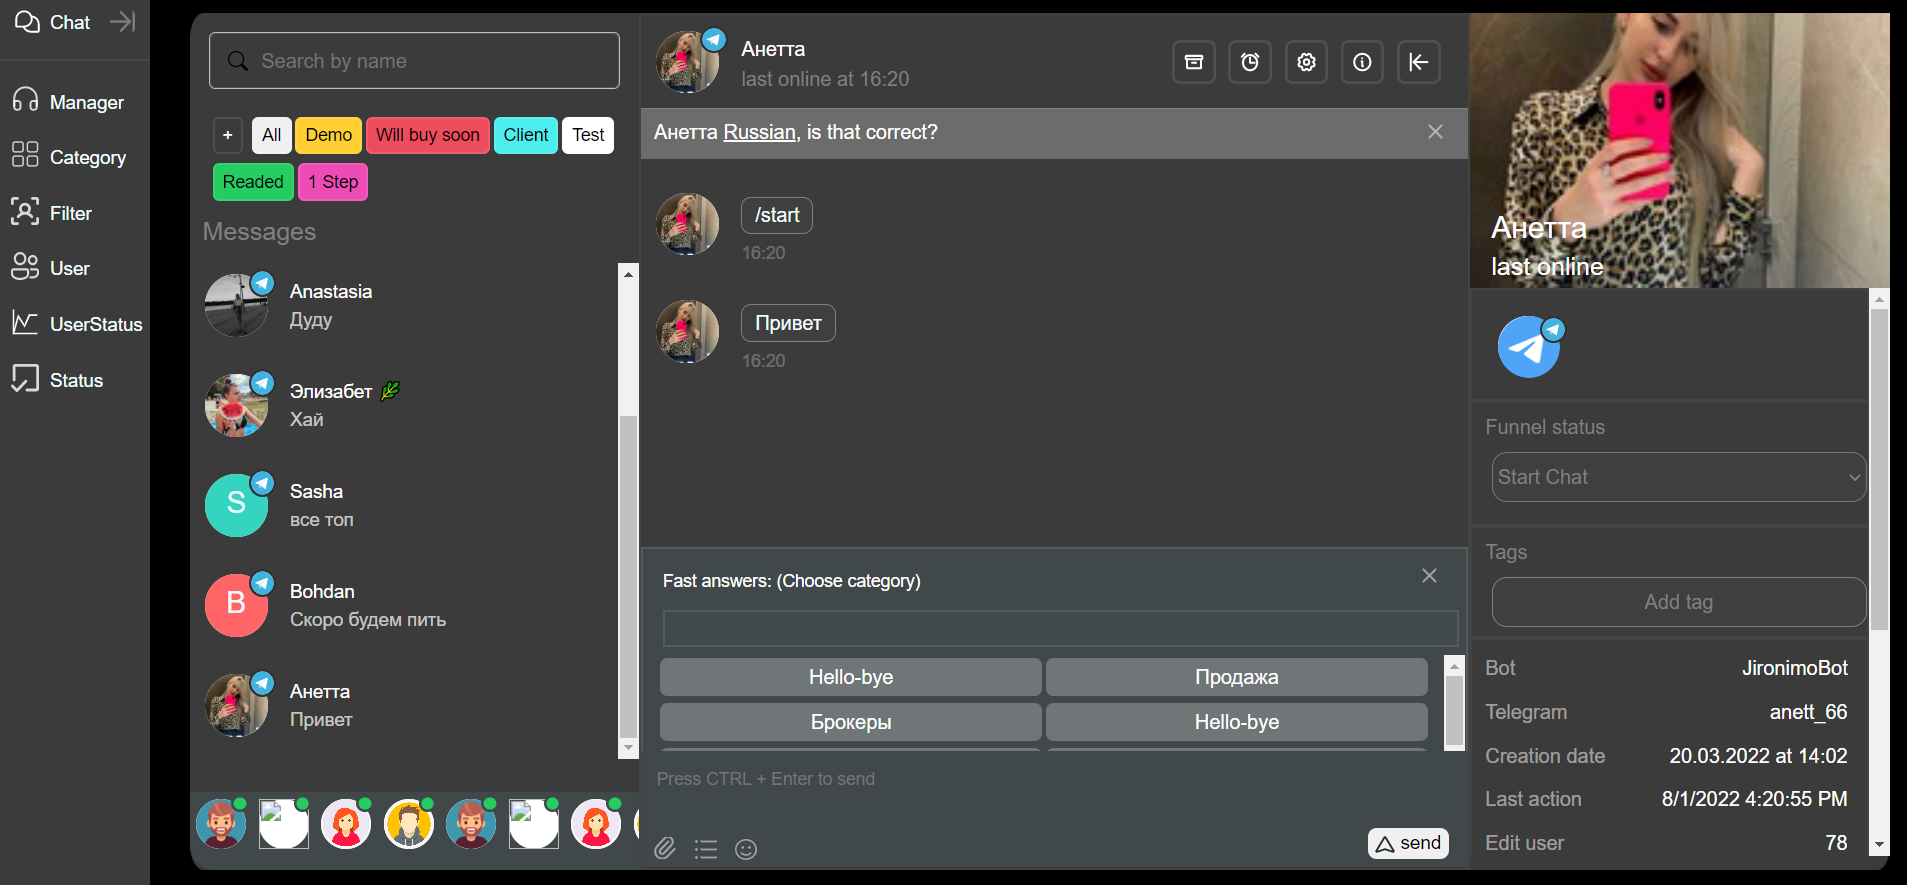 Chat
Manager
Category
Filter
User
UserStatus
Status
Search by name
+ All Demo Will buy soon Client Test
Readed 1 Step
Messages
Anastasia
Дуду
Элизабет
Хай
S
Sasha
все топ
B
Bohdan
Скоро будем пить
Анетта
Привет
Анетта
last online at 16:20
Анетта Russian, is that correct?
/start
16:20
Привет
16:20
Fast answers: (Choose category)
Hello-bye Продажа
Брокеры Hello-bye
Press CTRL + Enter to send
send
Анетта
last online
Funnel status
Start Chat
Tags
Add tag
Bot JironimoBot
Telegram anett_66
Creation date 20.03.2022 at 14:02
Last action 8/1/2022 4:20:55 PM
Edit user 78